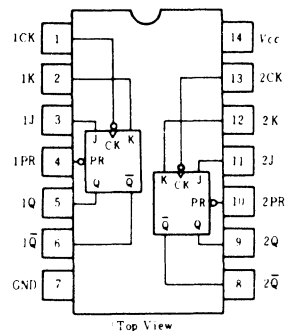 1CK 1 14 Vcc
1K 2 13 2CK
1J 3 12 2K
J K
CK
1PR 4 PR 11 2J
K CK J
Q Q̅
1Q 5 PR 10 2PR
Q̅ Q
1Q̅ 6 9 2Q
GND 7 8 2Q̅
Top View